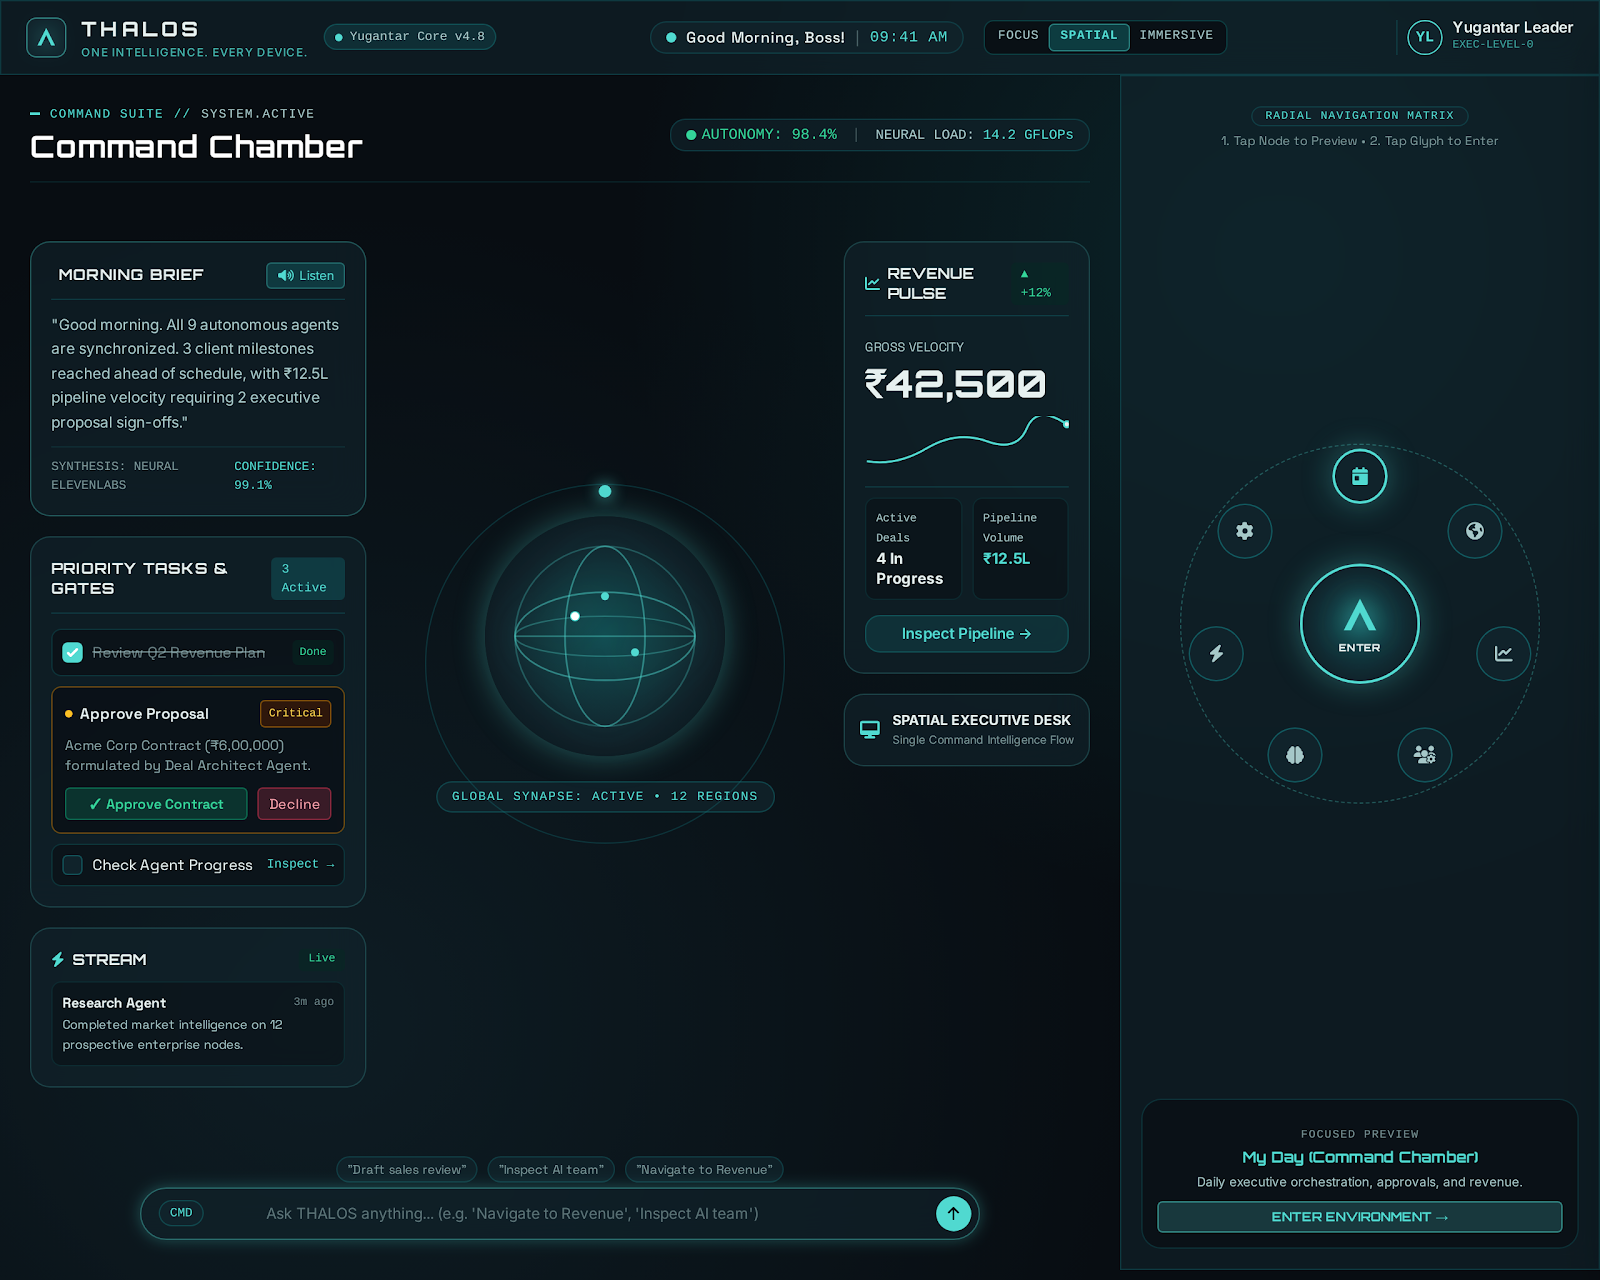 THALOS
ONE INTELLIGENCE. EVERY DEVICE.
Yugantar Core v4.8
Good Morning, Boss! | 09:41 AM
FOCUS
SPATIAL
IMMERSIVE
YL
Yugantar Leader
EXEC-LEVEL-0
COMMAND SUITE // SYSTEM.ACTIVE
Command Chamber
AUTONOMY: 98.4% | NEURAL LOAD: 14.2 GFLOPs
MORNING BRIEF
Listen
"Good morning. All 9 autonomous agents
are synchronized. 3 client milestones
reached ahead of schedule, with ₹12.5L
pipeline velocity requiring 2 executive
proposal sign-offs."
SYNTHESIS: NEURAL
ELEVENLABS
CONFIDENCE:
99.1%
PRIORITY TASKS &
GATES
3
Active
Review Q2 Revenue Plan
Done
Approve Proposal
Critical
Acme Corp Contract (₹6,00,000)
formulated by Deal Architect Agent.
✓ Approve Contract
Decline
Check Agent Progress
Inspect →
STREAM
Live
Research Agent
3m ago
Completed market intelligence on 12
prospective enterprise nodes.
GLOBAL SYNAPSE: ACTIVE • 12 REGIONS
REVENUE
PULSE
▲
+12%
GROSS VELOCITY
₹42,500
Active
Deals
4 In
Progress
Pipeline
Volume
₹12.5L
Inspect Pipeline →
SPATIAL EXECUTIVE DESK
Single Command Intelligence Flow
"Draft sales review"
"Inspect AI team"
"Navigate to Revenue"
CMD
Ask THALOS anything... (e.g. 'Navigate to Revenue', 'Inspect AI team')
RADIAL NAVIGATION MATRIX
1. Tap Node to Preview • 2. Tap Glyph to Enter
ENTER
FOCUSED PREVIEW
My Day (Command Chamber)
Daily executive orchestration, approvals, and revenue.
ENTER ENVIRONMENT →